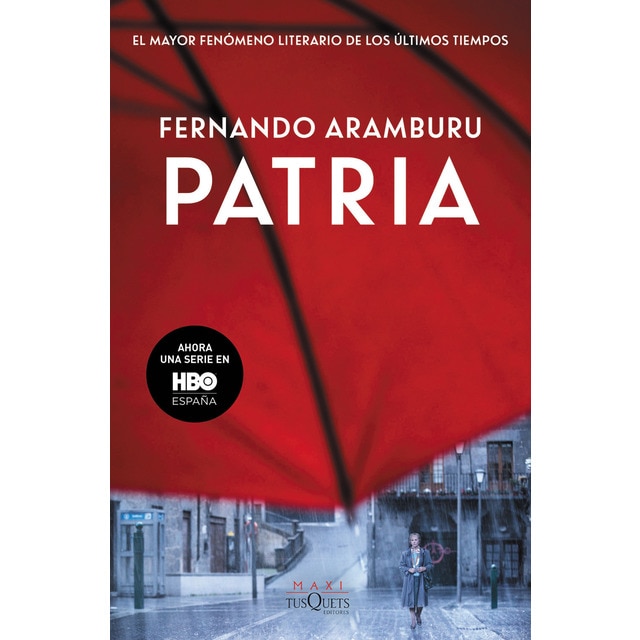 EL MAYOR FENÓMENO LITERARIO DE LOS ÚLTIMOS TIEMPOS
FERNANDO ARAMBURU
PATRIA
AHORA
UNA SERIE EN
HBO
ESPAÑA
MAXI
TUSQUETS
EDITORES